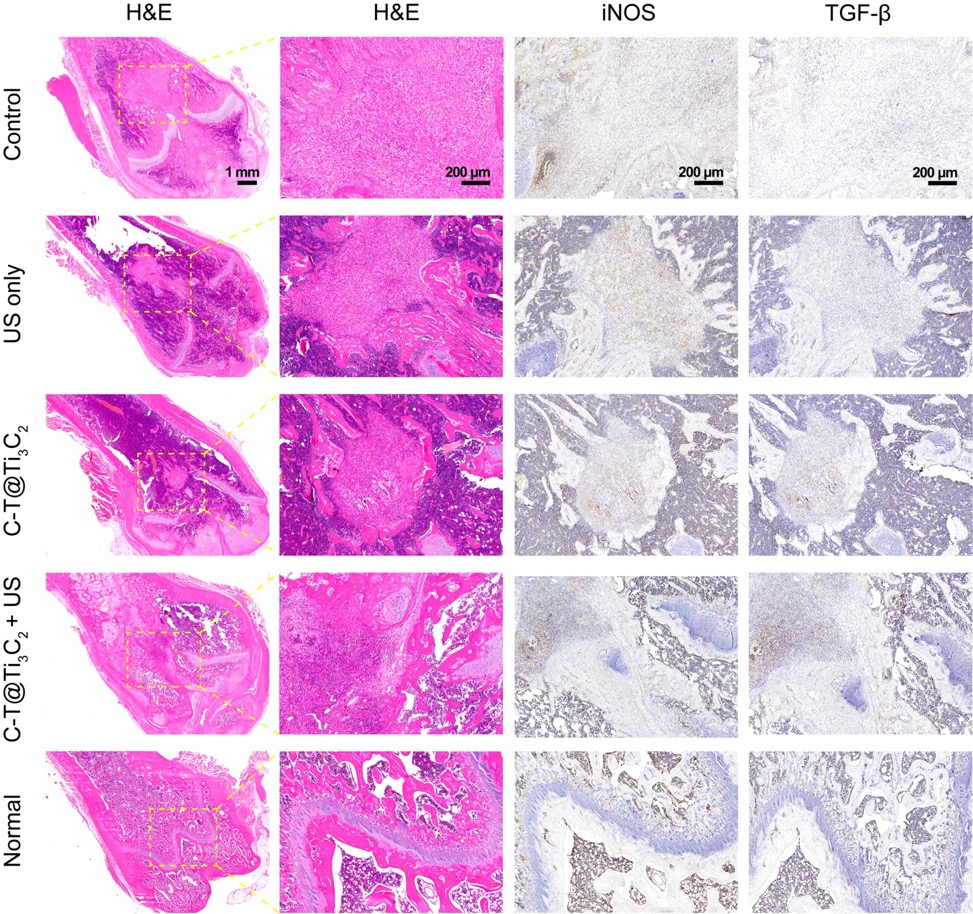 H&E H&E iNOS TGF-β
Control
1 mm 200 µm 200 µm 200 µm
US only
C-T@Ti₃C₂
C-T@Ti₃C₂ + US
Normal